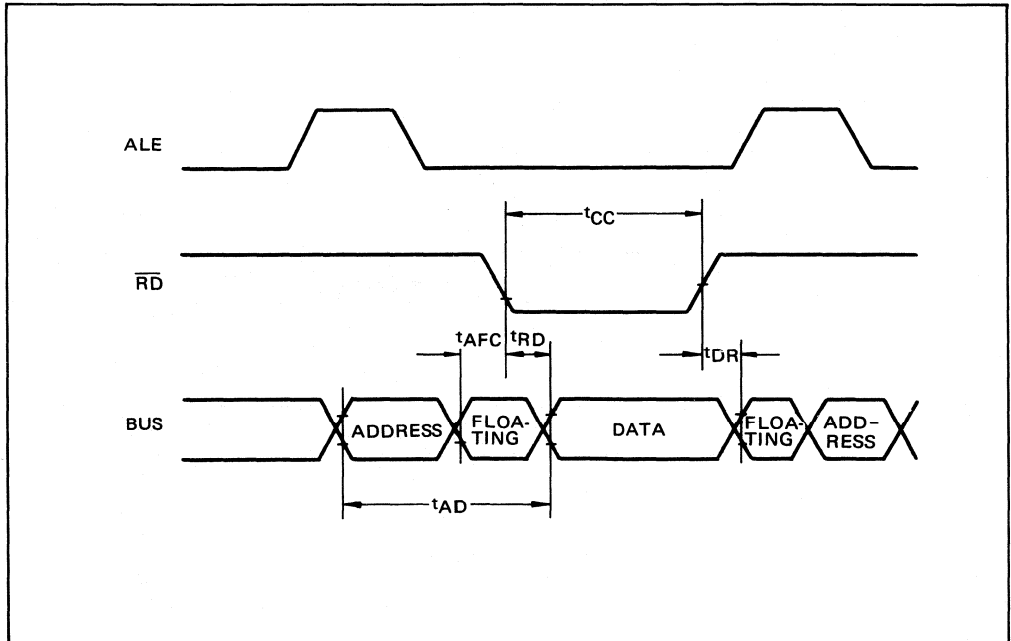 ALE
tCC
RD
tAFC tRD
tDR
BUS
ADDRESS
FLOA-
TING
DATA
FLOA-
TING
ADD-
RESS
tAD